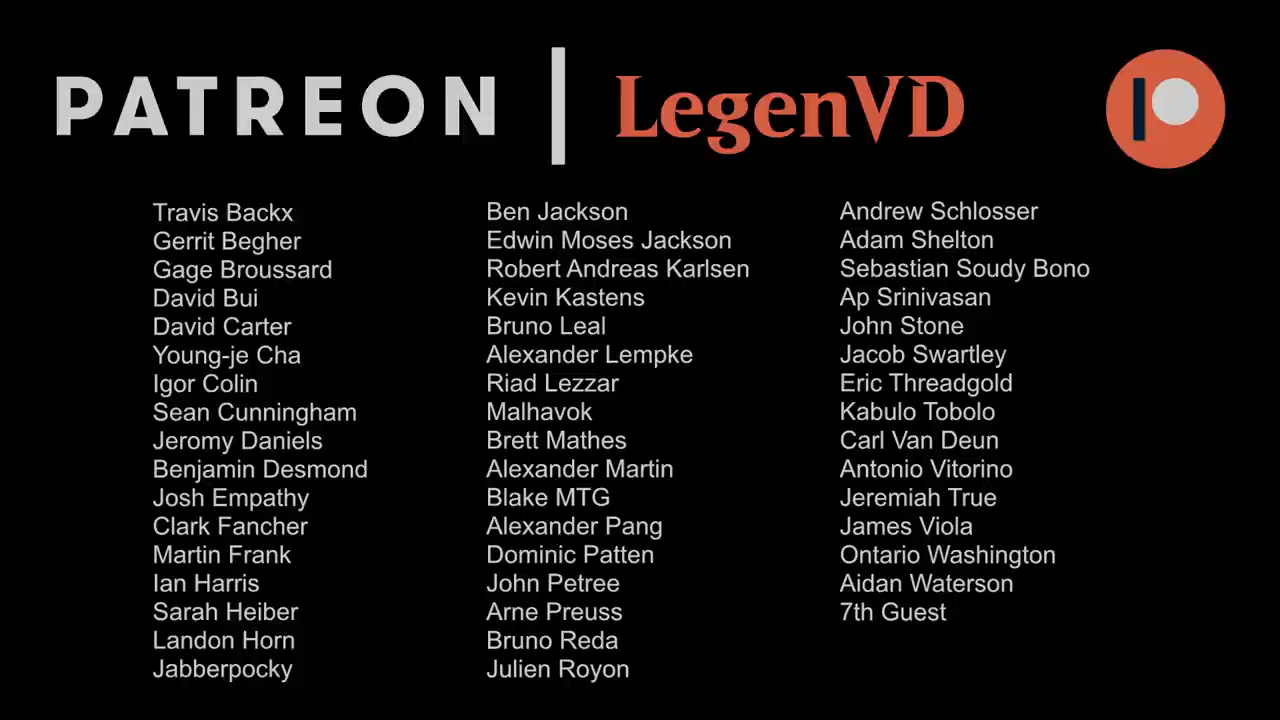 PATREON | LegenVD
Travis Backx
Gerrit Begher
Gage Broussard
David Bui
David Carter
Young-je Cha
Igor Colin
Sean Cunningham
Jeromy Daniels
Benjamin Desmond
Josh Empathy
Clark Fancher
Martin Frank
Ian Harris
Sarah Heiber
Landon Horn
Jabberpocky
Ben Jackson
Edwin Moses Jackson
Robert Andreas Karlsen
Kevin Kastens
Bruno Leal
Alexander Lempke
Riad Lezzar
Malhavok
Brett Mathes
Alexander Martin
Blake MTG
Alexander Pang
Dominic Patten
John Petree
Arne Preuss
Bruno Reda
Julien Royon
Andrew Schlosser
Adam Shelton
Sebastian Soudy Bono
Ap Srinivasan
John Stone
Jacob Swartley
Eric Threadgold
Kabulo Tobolo
Carl Van Deun
Antonio Vitorino
Jeremiah True
James Viola
Ontario Washington
Aidan Waterson
7th Guest